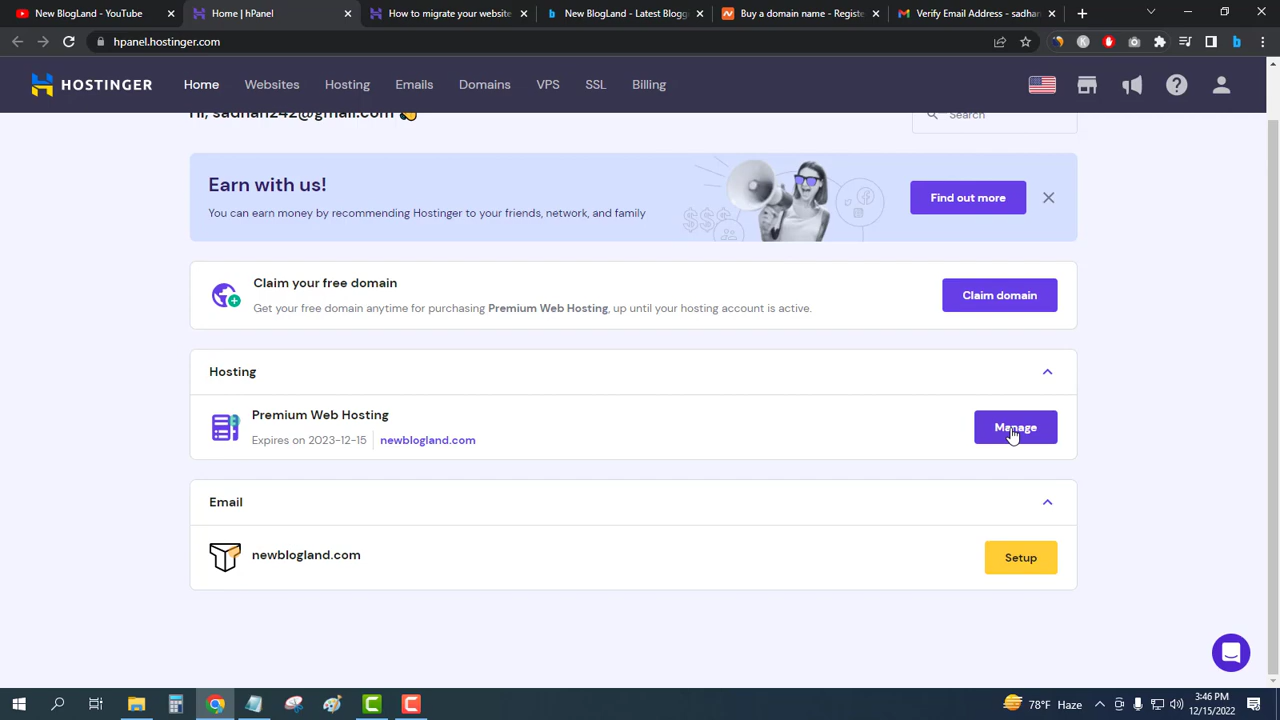 New BlogLand - YouTube
Home | hPanel
How to migrate your website
New BlogLand - Latest Blogg
Buy a domain name - Registe
Verify Email Address - sadhan
hpanel.hostinger.com
HOSTINGER
Home
Websites
Hosting
Emails
Domains
VPS
SSL
Billing
Hi, sadhan242@gmail.com
Search
Earn with us!
You can earn money by recommending Hostinger to your friends, network, and family
Find out more
Claim your free domain
Get your free domain anytime for purchasing Premium Web Hosting, up until your hosting account is active.
Claim domain
Hosting
Premium Web Hosting
Expires on 2023-12-15
newblogland.com
Manage
Email
newblogland.com
Setup
78°F Haze
3:46 PM
12/15/2022